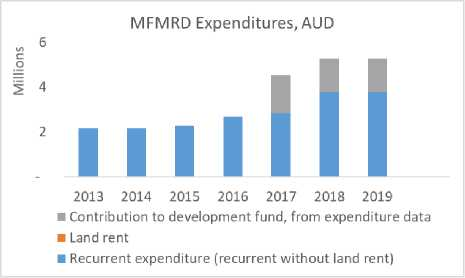 MFMRD Expenditures, AUD
Millions
6
4
2
-
2013 2014 2015 2016 2017 2018 2019
Contribution to development fund, from expenditure data
Land rent
Recurrent expenditure (recurrent without land rent)